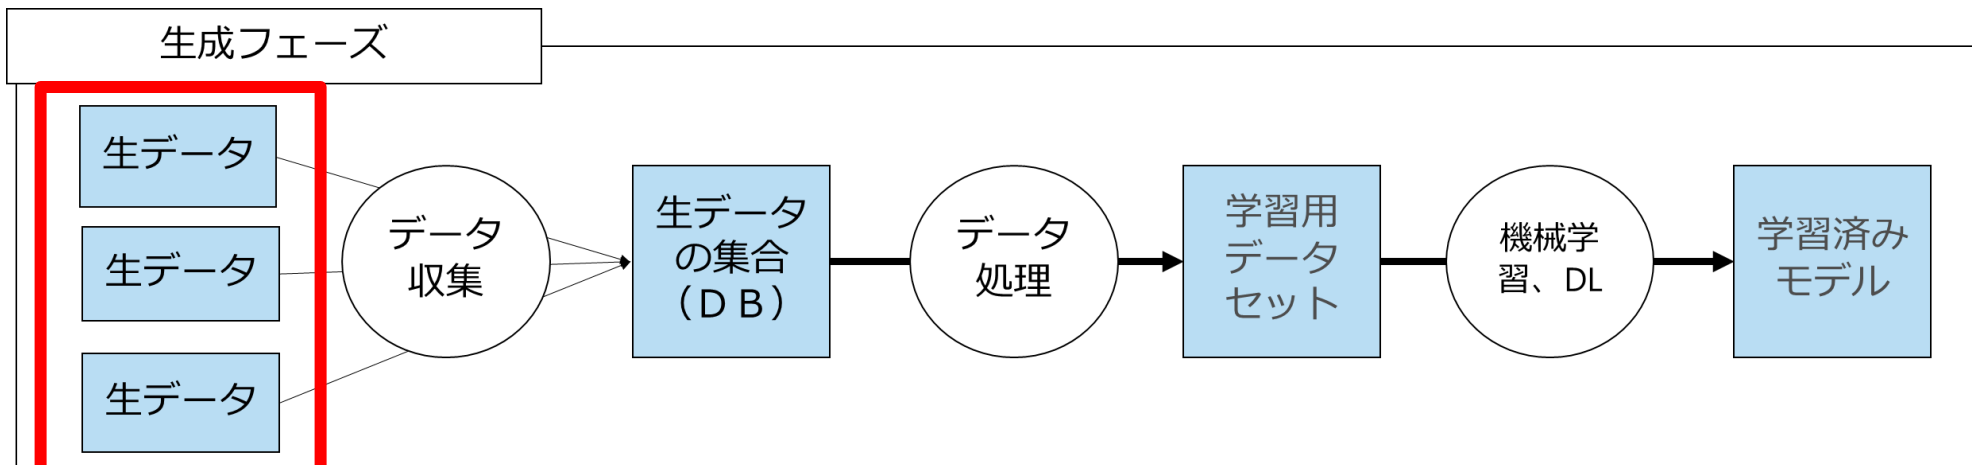 生成フェーズ
生データ
生データ
生データ
データ
収集
生データ
の集合
（ＤＢ）
データ
処理
学習用
データ
セット
機械学
習、DL
学習済み
モデル